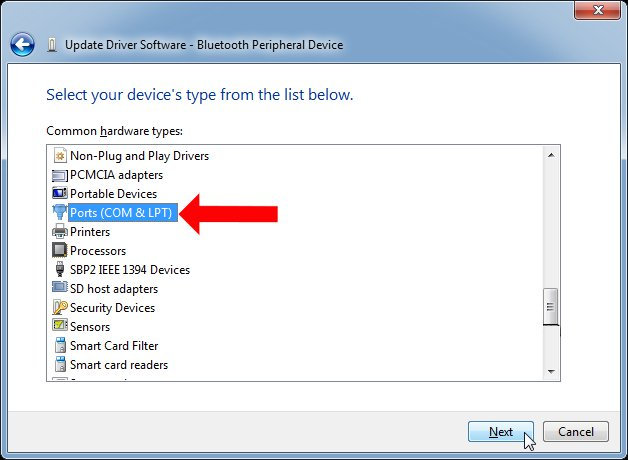 Update Driver Software - Bluetooth Peripheral Device
Select your device's type from the list below.
Common hardware types:
Non-Plug and Play Drivers
PCMCIA adapters
Portable Devices
Ports (COM & LPT)
Printers
Processors
SBP2 IEEE 1394 Devices
SD host adapters
Security Devices
Sensors
Smart Card Filter
Smart card readers
Next
Cancel